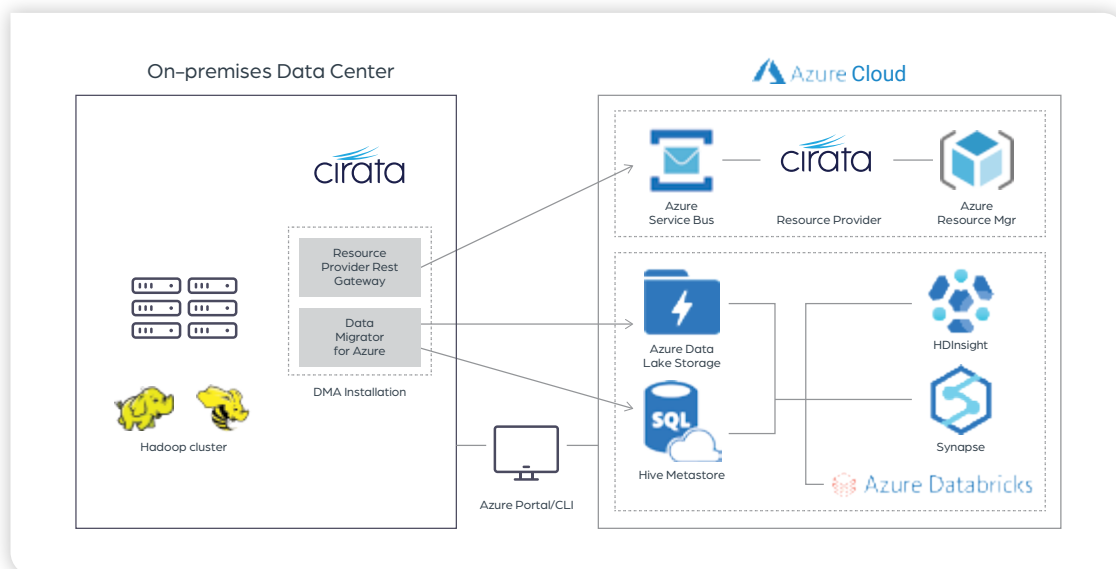 On-premises Data Center
Azure Cloud
cirata
Resource
Provider Rest
Gateway
Data
Migrator
for Azure
DMA Installation
Hadoop cluster
Azure Portal/CLI
Azure
Service Bus
cirata
Resource Provider
Azure
Resource Mgr
Azure Data
Lake Storage
HDInsight
SQL
Hive Metastore
Synapse
Azure Databricks